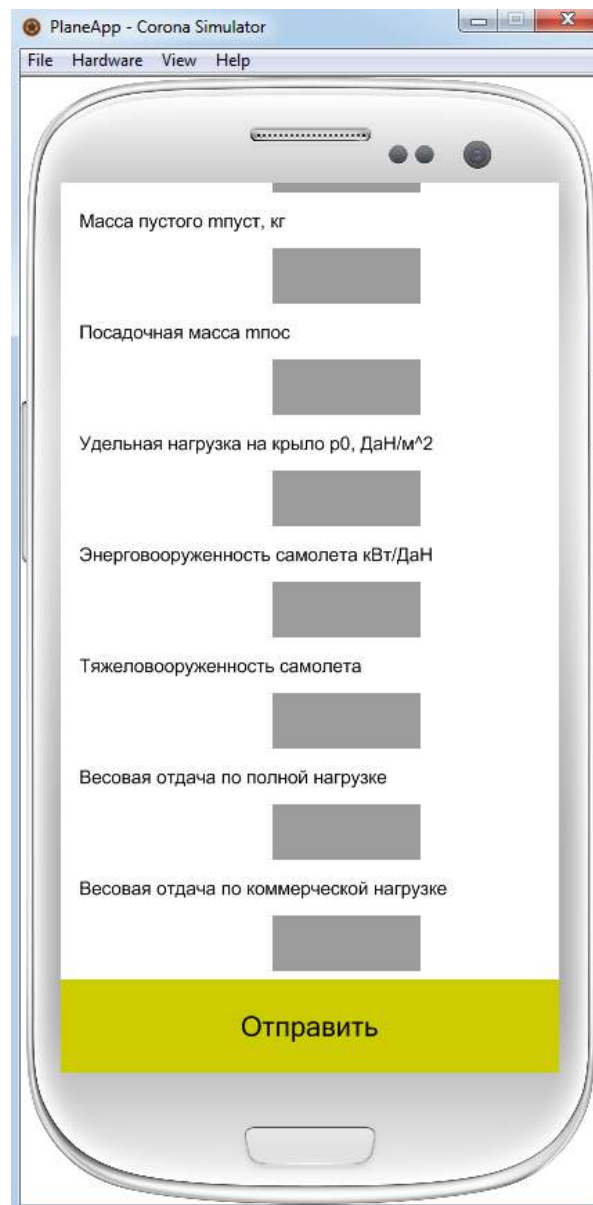 PlaneApp - Corona Simulator
File Hardware View Help
Масса пустого mпуст, кг
Посадочная масса mпос
Удельная нагрузка на крыло р0, ДаН/м^2
Энерговооруженность самолета кВт/ДаН
Тяжеловооруженность самолета
Весовая отдача по полной нагрузке
Весовая отдача по коммерческой нагрузке
Отправить